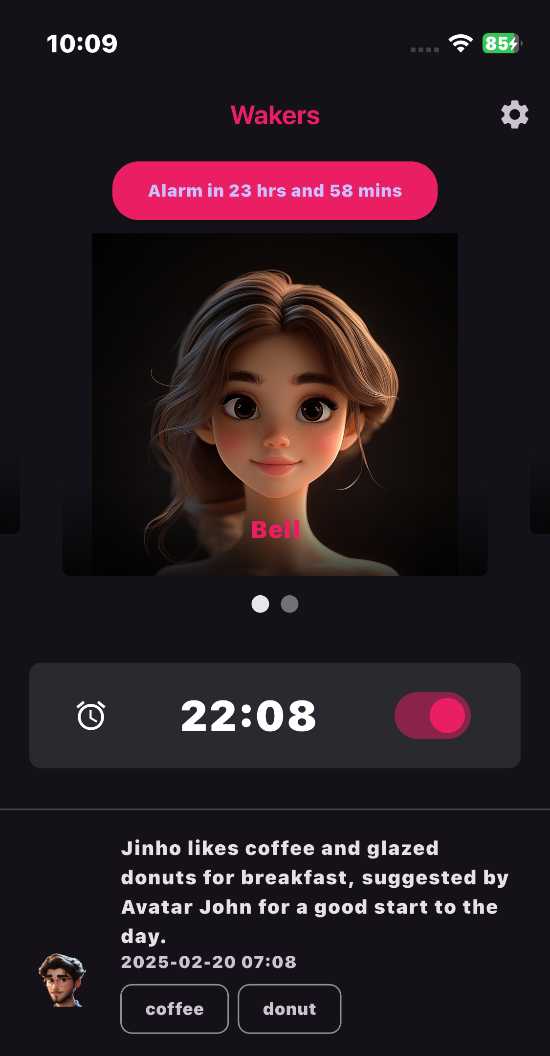 10:09
85
Wakers
Alarm in 23 hrs and 58 mins
Bell
22:08
Jinho likes coffee and glazed
donuts for breakfast, suggested by
Avatar John for a good start to the
day.
2025-02-20 07:08
coffee donut